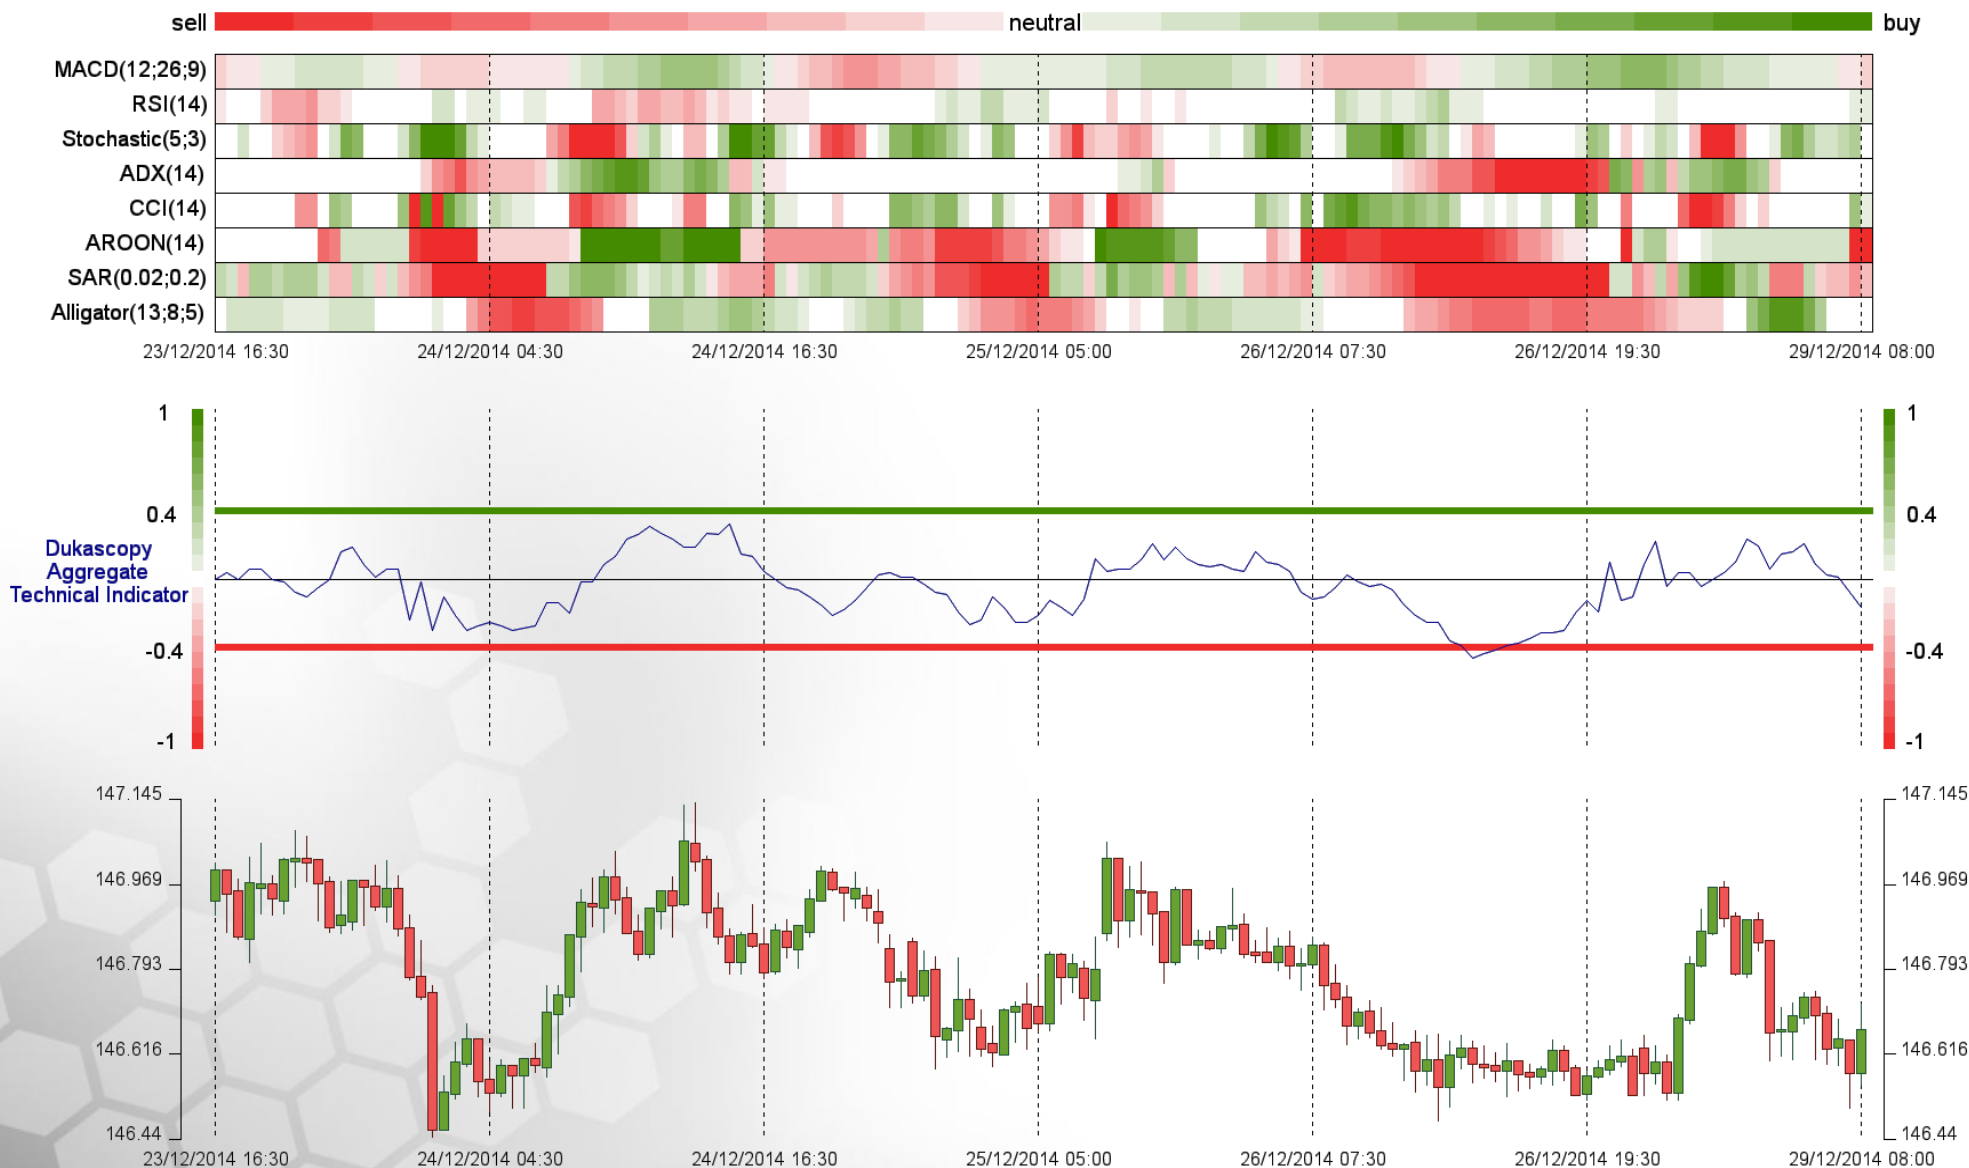 sell neutral buy
MACD(12;26;9)
RSI(14)
Stochastic(5;3)
ADX(14)
CCI(14)
AROON(14)
SAR(0.02;0.2)
Alligator(13;8;5)
23/12/2014 16:30 24/12/2014 04:30 24/12/2014 16:30 25/12/2014 05:00 26/12/2014 07:30 26/12/2014 19:30 29/12/2014 08:00
1 1
0.4 0.4
Dukascopy
Aggregate
Technical Indicator
-0.4 -0.4
-1 -1
147.145 147.145
146.969 146.969
146.793 146.793
146.616 146.616
146.44 146.44
23/12/2014 16:30 24/12/2014 04:30 24/12/2014 16:30 25/12/2014 05:00 26/12/2014 07:30 26/12/2014 19:30 29/12/2014 08:00